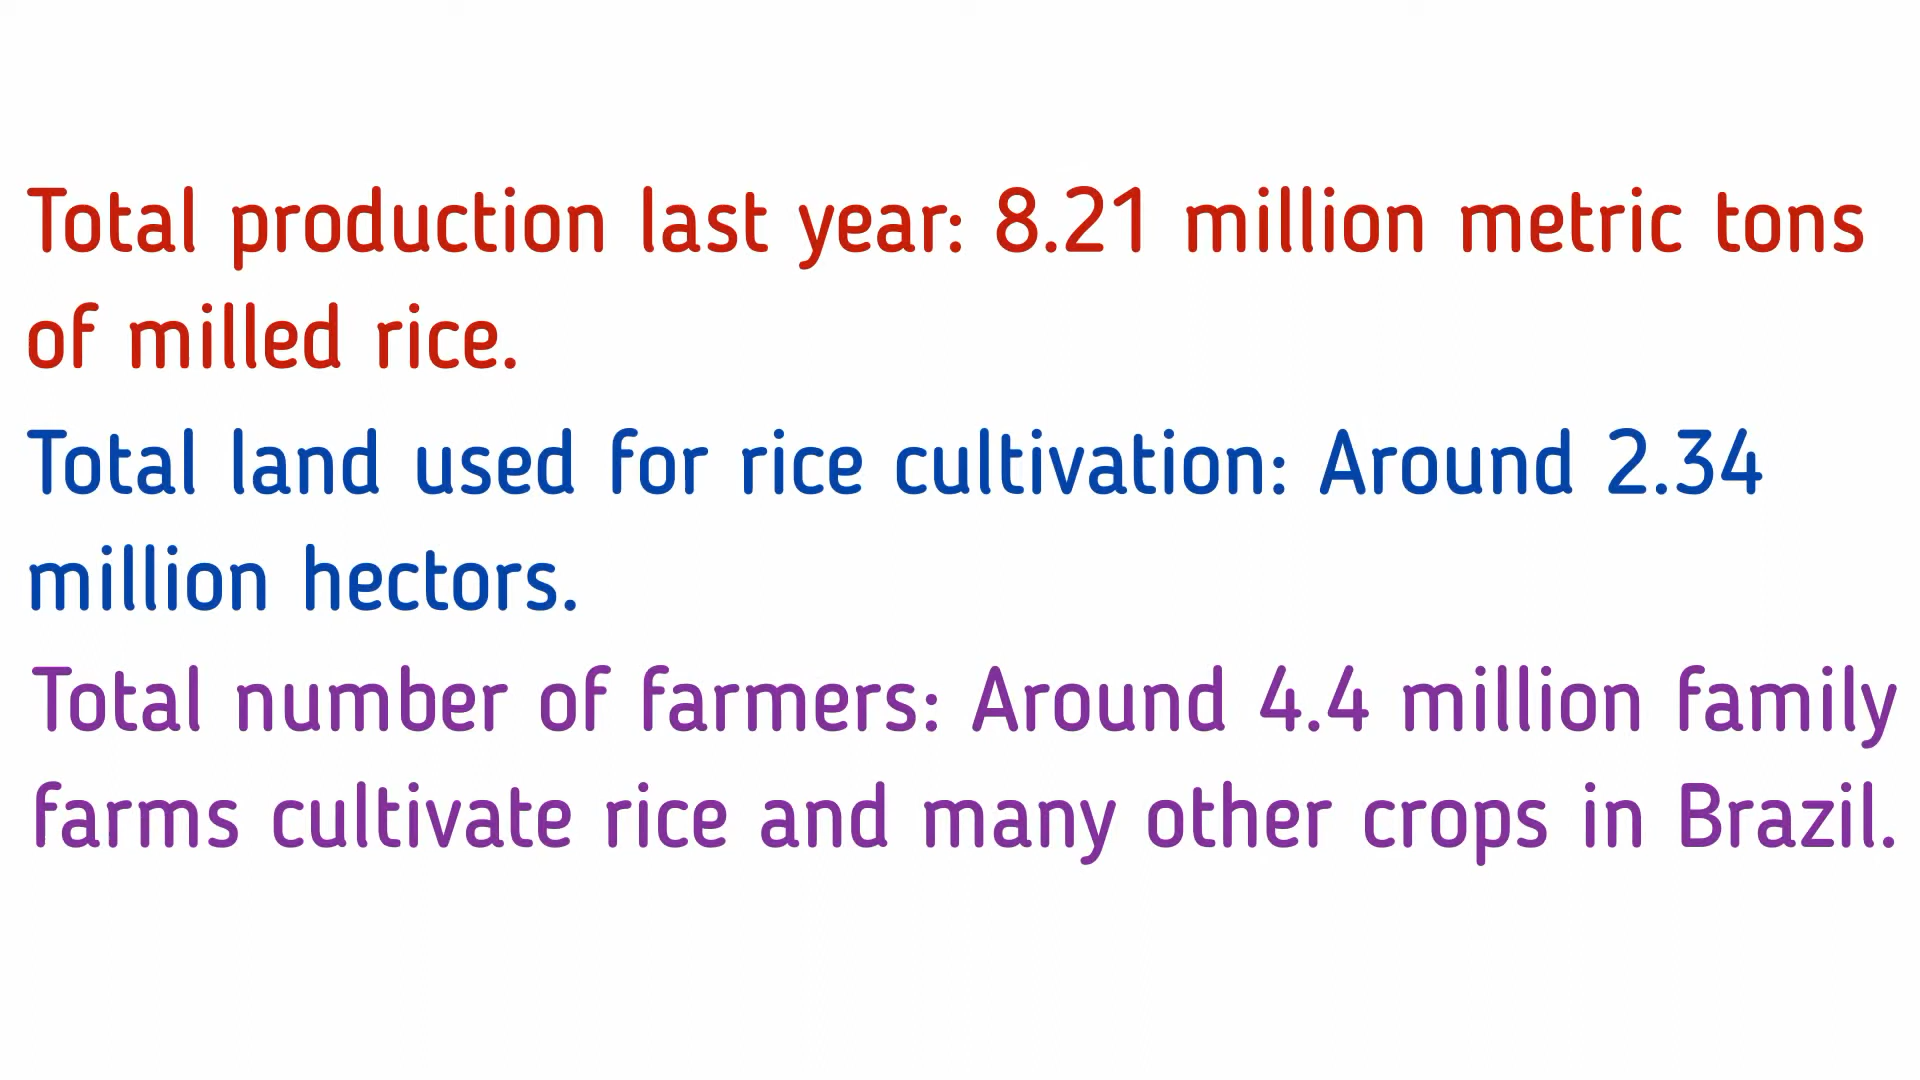 Total production last year: 8.21 million metric tons
of milled rice.
Total land used for rice cultivation: Around 2.34
million hectors.
Total number of farmers: Around 4.4 million family
farms cultivate rice and many other crops in Brazil.